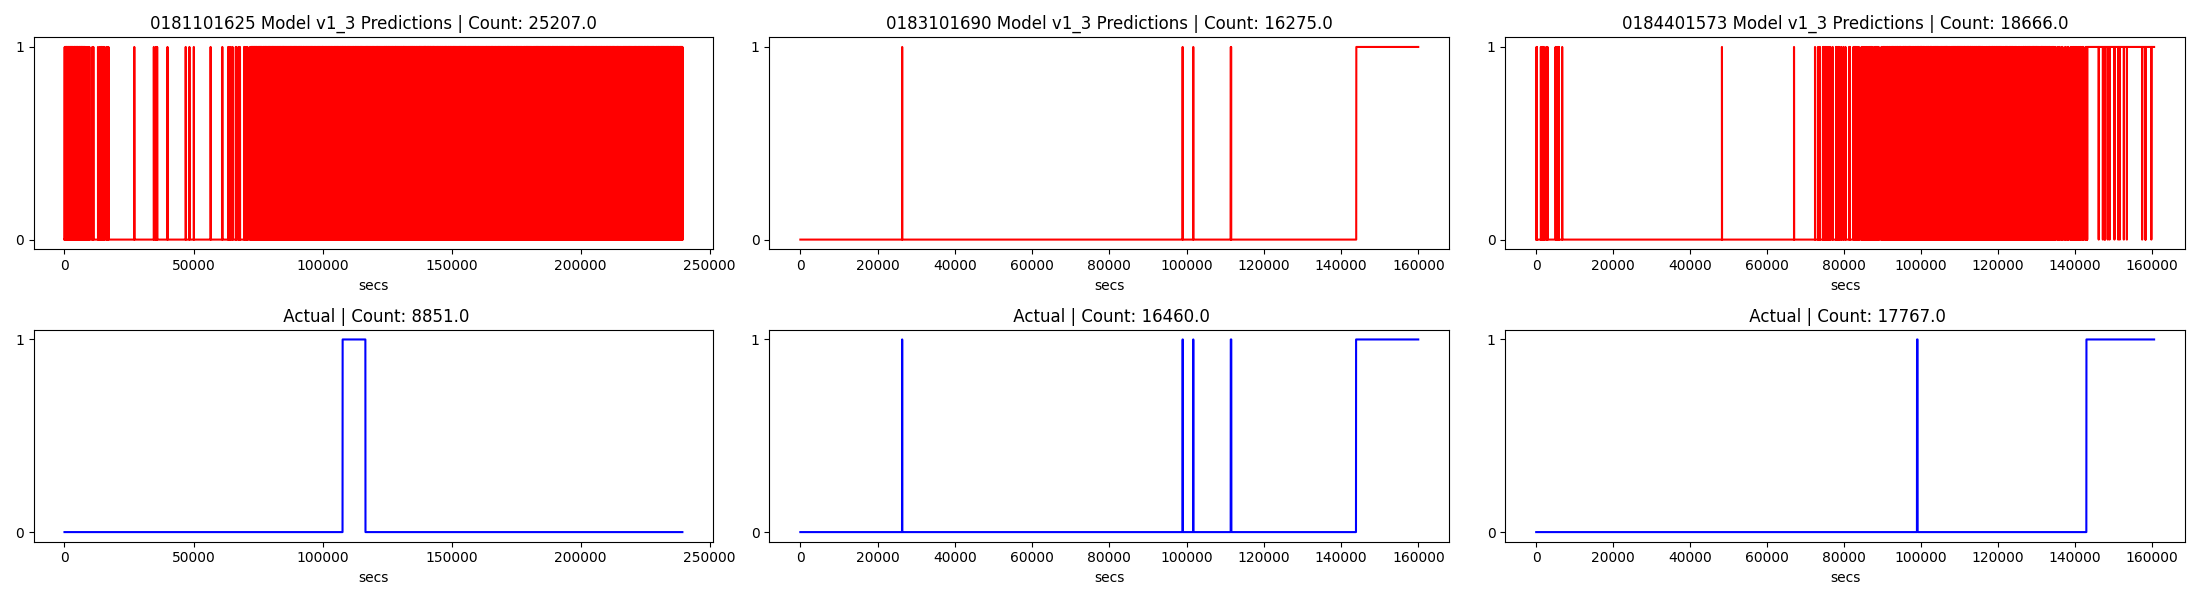 0181101625 Model v1_3 Predictions | Count: 25207.0
1
0
0 50000 100000 150000 200000 250000
secs
0183101690 Model v1_3 Predictions | Count: 16275.0
1
0
0 20000 40000 60000 80000 100000 120000 140000 160000
secs
0184401573 Model v1_3 Predictions | Count: 18666.0
1
0
0 20000 40000 60000 80000 100000 120000 140000 160000
secs
Actual | Count: 8851.0
1
0
0 50000 100000 150000 200000 250000
secs
Actual | Count: 16460.0
1
0
0 20000 40000 60000 80000 100000 120000 140000 160000
secs
Actual | Count: 17767.0
1
0
0 20000 40000 60000 80000 100000 120000 140000 160000
secs